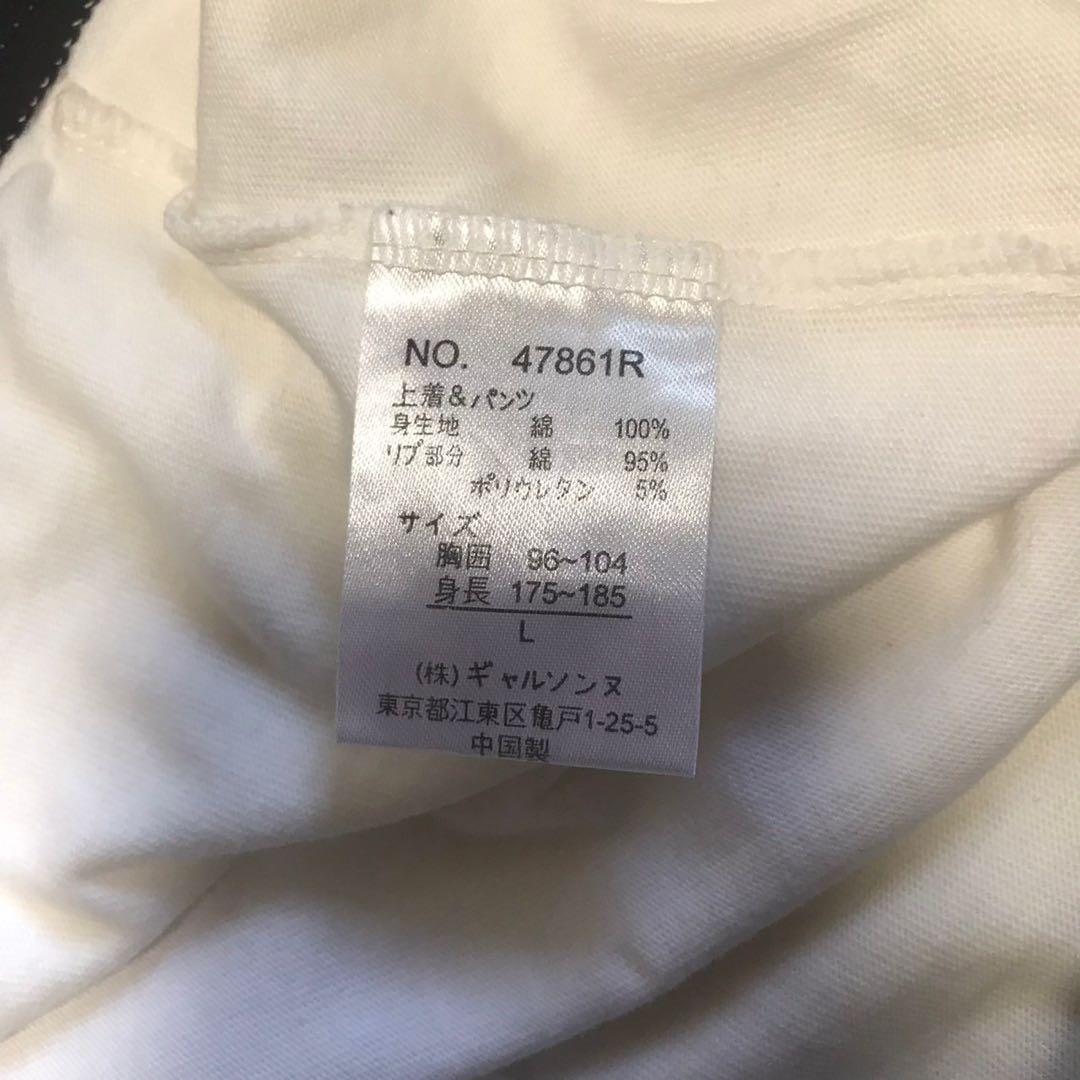 NO. 47861R
上着&パンツ
身生地 綿 100%
リブ部分 綿 95%
ポリウレタン 5%
サイズ
胸囲 96~104
身長 175~185
L
(株)ギャルソンヌ
東京都江東区亀戸1-25-5
中国製